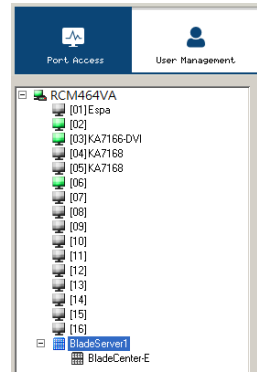 Port Access
User Management
RCM464VA
[01]Espa
[02]
[03]KA7166-DVI
[04]KA7168
[05]KA7168
[06]
[07]
[08]
[09]
[10]
[11]
[12]
[13]
[14]
[15]
[16]
BladeServer1
BladeCenter-E